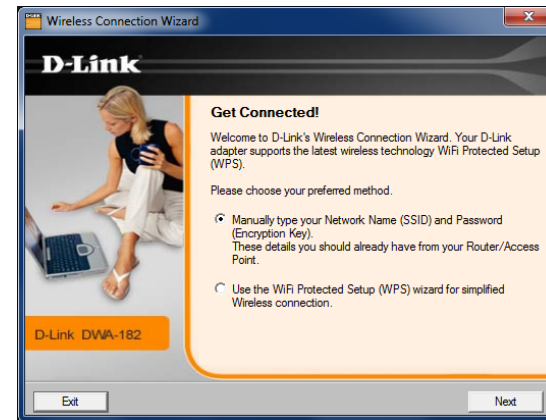 Wireless Connection Wizard
D-Link
Get Connected!
Welcome to D-Link's Wireless Connection Wizard. Your D-Link
adapter supports the latest wireless technology WiFi Protected Setup
(WPS).
Please choose your preferred method.
Manually type your Network Name (SSID) and Password
(Encryption Key).
These details you should already have from your Router/Access
Point.
Use the WiFi Protected Setup (WPS) wizard for simplified
Wireless connection.
D-Link DWA-182
Exit
Next